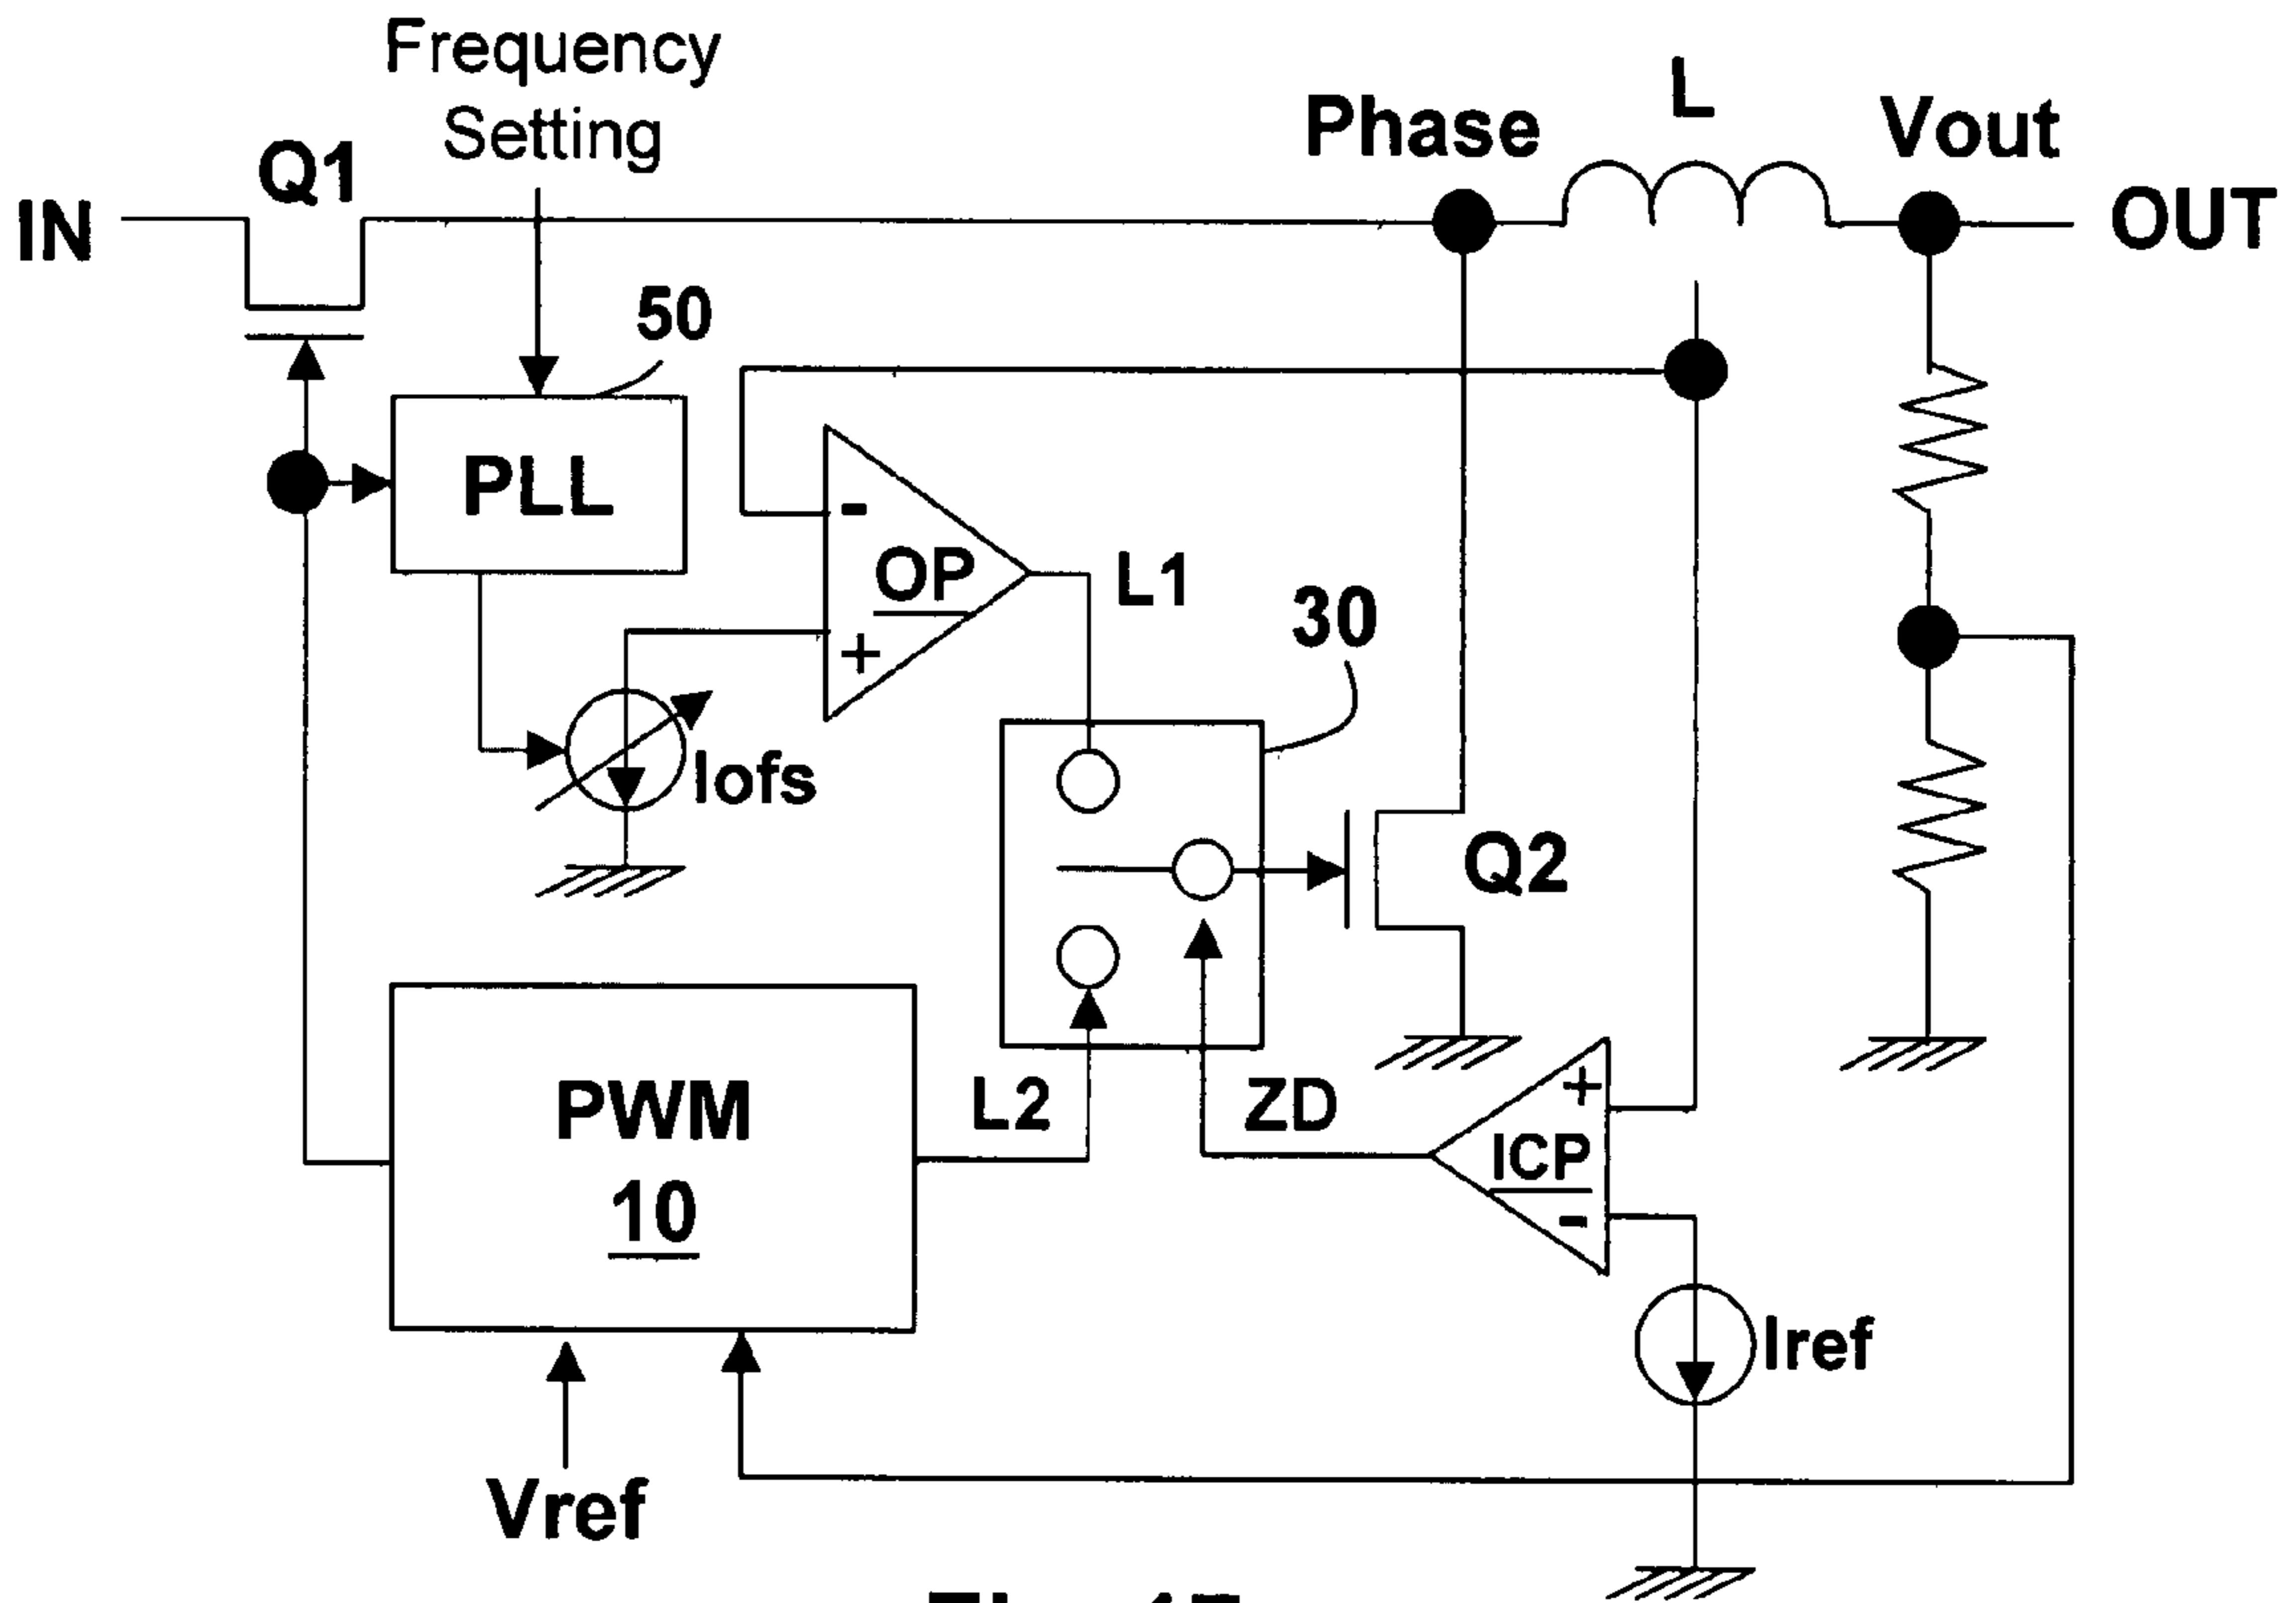 Frequency
Setting
L
Phase
Vout
Q1
IN
OUT
50
PLL
-
OP
+
L1
30
Iofs
Q2
PWM
10
L2
ZD
+
ICP
-
Iref
Vref